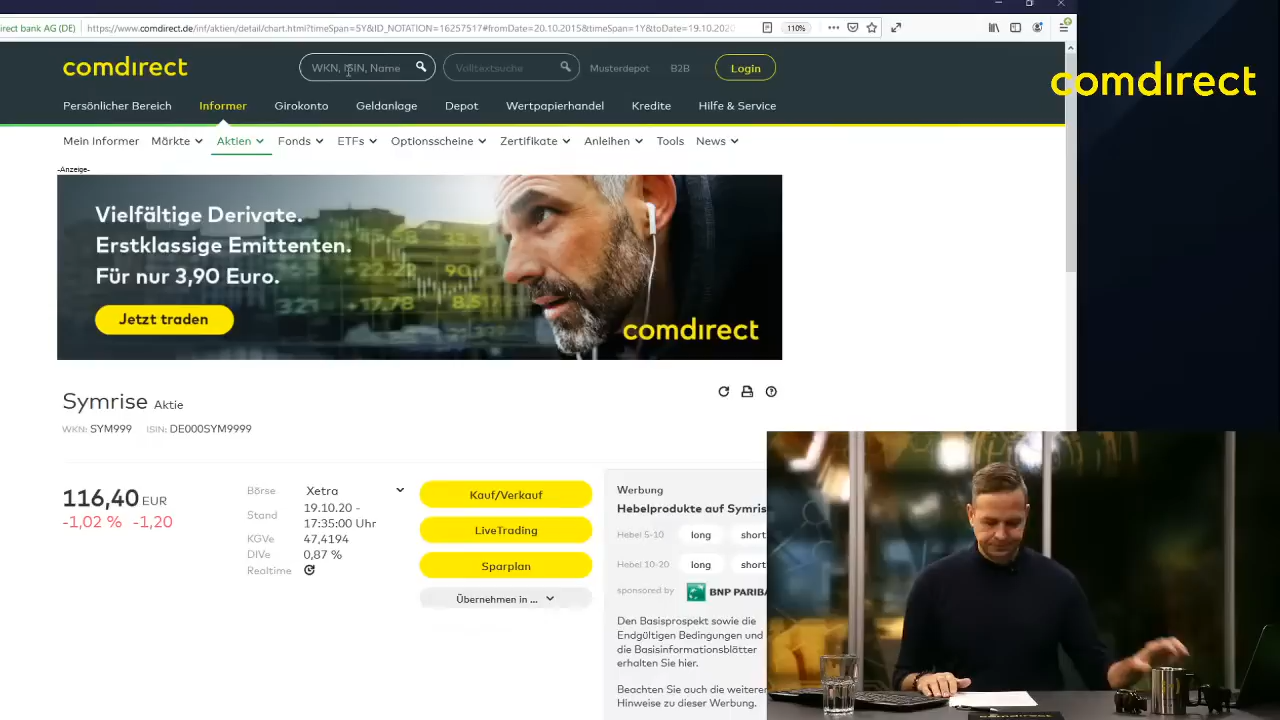 irect bank AG (DE)
https://www.comdirect.de/inf/aktien/detail/chart.html?timeSpan=5Y&ID_NOTATION=16257517#fromDate=20.10.2015&timeSpan=1Y&toDate=19.10.2020
110%
comdirect
WKN, ISIN, Name
Volltextsuche
Musterdepot
B2B
Login
comdirect
Persönlicher Bereich
Informer
Girokonto
Geldanlage
Depot
Wertpapierhandel
Kredite
Hilfe & Service
Mein Informer
Märkte
Aktien
Fonds
ETFs
Optionsscheine
Zertifikate
Anleihen
Tools
News
-Anzeige-
Vielfältige Derivate.
Erstklassige Emittenten.
Für nur 3,90 Euro.
Jetzt traden
comdirect
Symrise Aktie
WKN: SYM999 ISIN: DE000SYM9999
116,40 EUR
-1,02 % -1,20
Börse Xetra
Stand 19.10.20 -
17:35:00 Uhr
KGVe 47,4194
DIVe 0,87 %
Realtime
Kauf/Verkauf
LiveTrading
Sparplan
Übernehmen in ...
Werbung
Hebelprodukte auf Symris
Hebel 5-10 long short
Hebel 10-20 long short
sponsored by BNP PARIBA
Den Basisprospekt sowie die
Endgültigen Bedingungen und
die Basisinformationsblätter
erhalten Sie hier.
Beachten Sie auch die weiteren
Hinweise zu dieser Werbung.